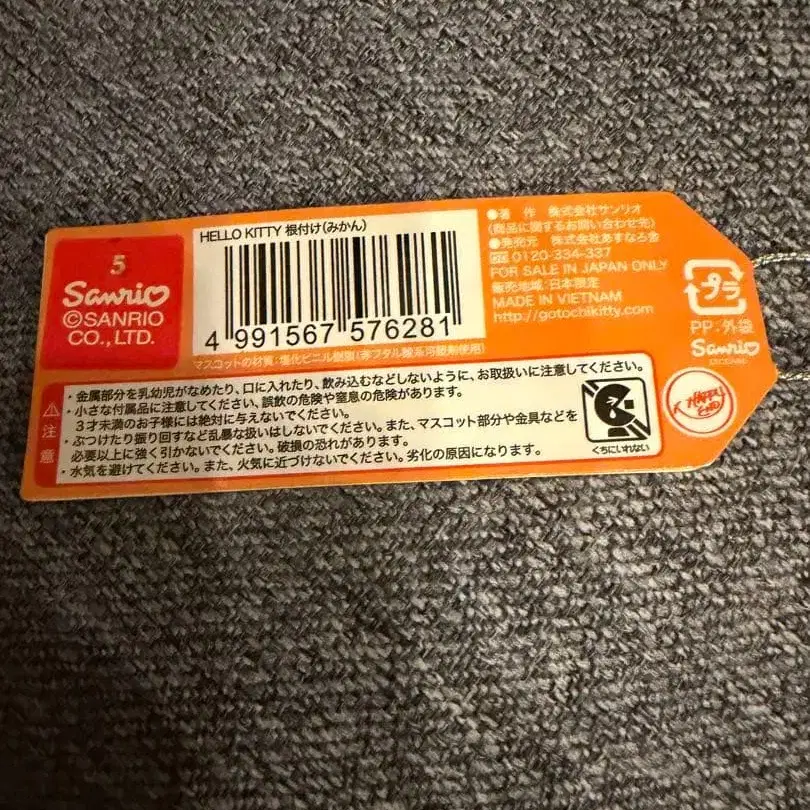 5
Sanrio
©SANRIO
CO., LTD.
HELLO KITTY 根付け(みかん)
4 991567 576281
マスコットの材質:塩化ビニル樹脂(非フタル酸系可塑剤使用)
●著 作 株式会社サンリオ
(商品に関するお問い合わせ先)
●発売元 株式会社あすなろ舎
0120-334-337
FOR SALE IN JAPAN ONLY
販売地域:日本限定
MADE IN VIETNAM
http://gotochikitty.com
プラ
PP:外袋
Sanrio
注意
・金属部分を乳幼児がなめたり、口に入れたり、飲み込むなどしないように、お取扱いに注意してください。
・小さな付属品に注意してください。誤飲の危険や窒息の危険があります。
3才未満のお子様には絶対に与えないでください。
・ぶつけたり振り回すなど乱暴な扱いはしないでください。また、マスコット部分や金具などを
必要以上に強く引かないでください。破損の恐れがあります。
・水気を避けてください。また、火気に近づけないでください。劣化の原因になります。
くちにいれない
HAPPY
END